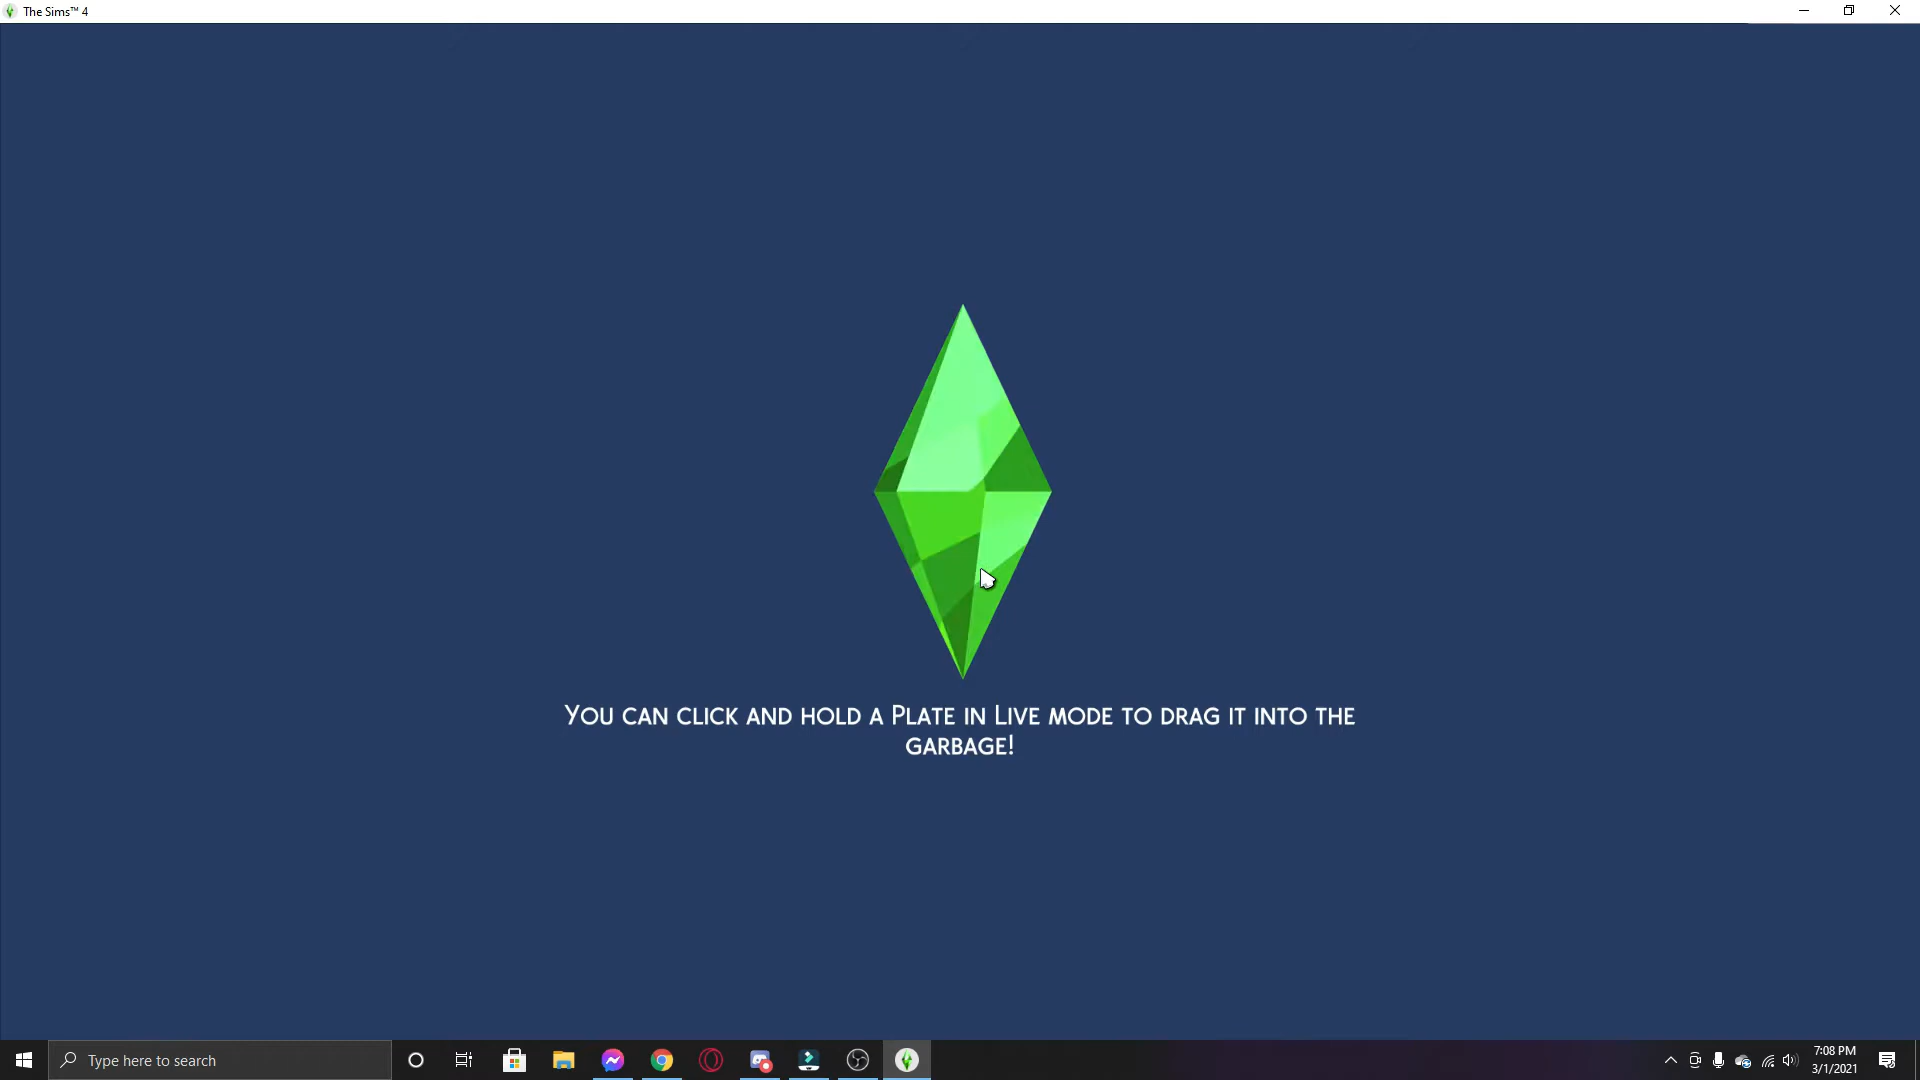 The Sims™ 4
You can click and hold a Plate in Live mode to drag it into the
garbage!
Type here to search
7:08 PM
3/1/2021